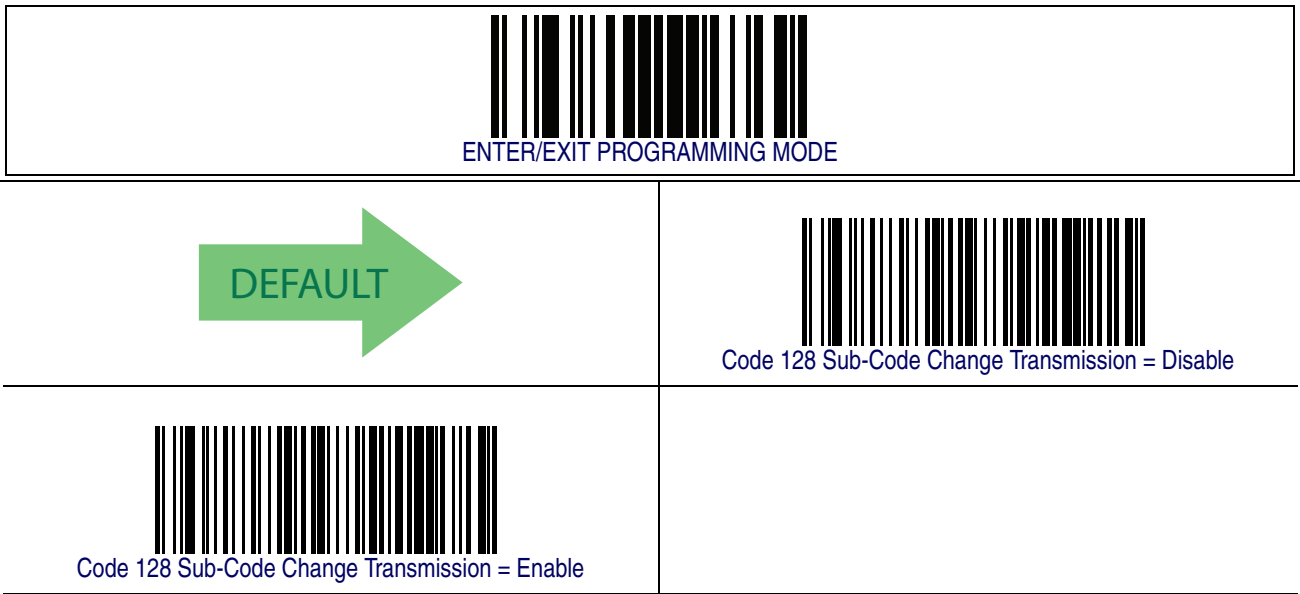 ENTER/EXIT PROGRAMMING MODE
DEFAULT
Code 128 Sub-Code Change Transmission = Disable
Code 128 Sub-Code Change Transmission = Enable